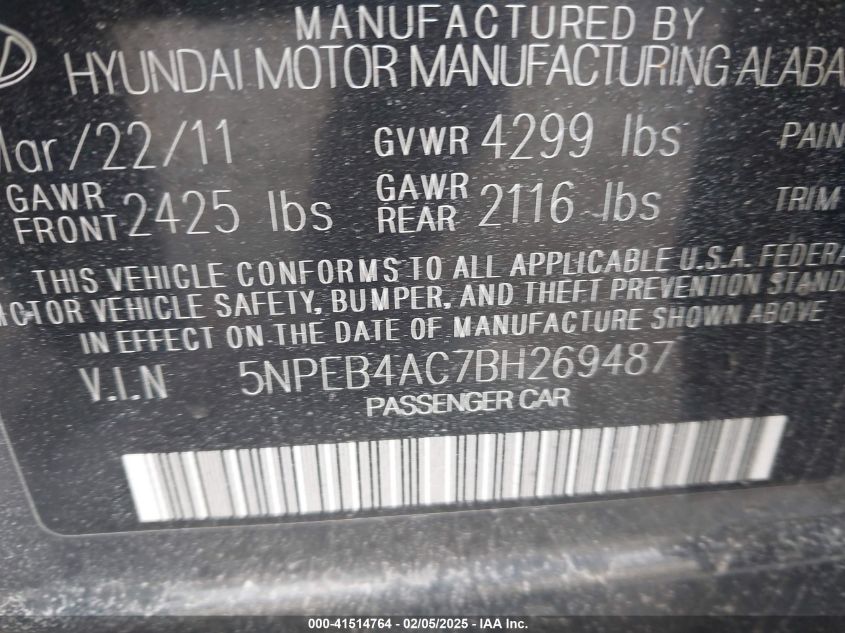 MANUFACTURED BY
HYUNDAI MOTOR MANUFACTURING ALABA
Mar/22/11 GVWR 4299 lbs PAIN
GAWR FRONT 2425 lbs GAWR REAR 2116 lbs TRIM
THIS VEHICLE CONFORMS TO ALL APPLICABLE U.S.A. FEDERA
MOTOR VEHICLE SAFETY, BUMPER, AND THEFT PREVENTION STAND
IN EFFECT ON THE DATE OF MANUFACTURE SHOWN ABOVE
V.I.N 5NPEB4AC7BH269487
PASSENGER CAR
000-41514764 - 02/05/2025 - IAA Inc.